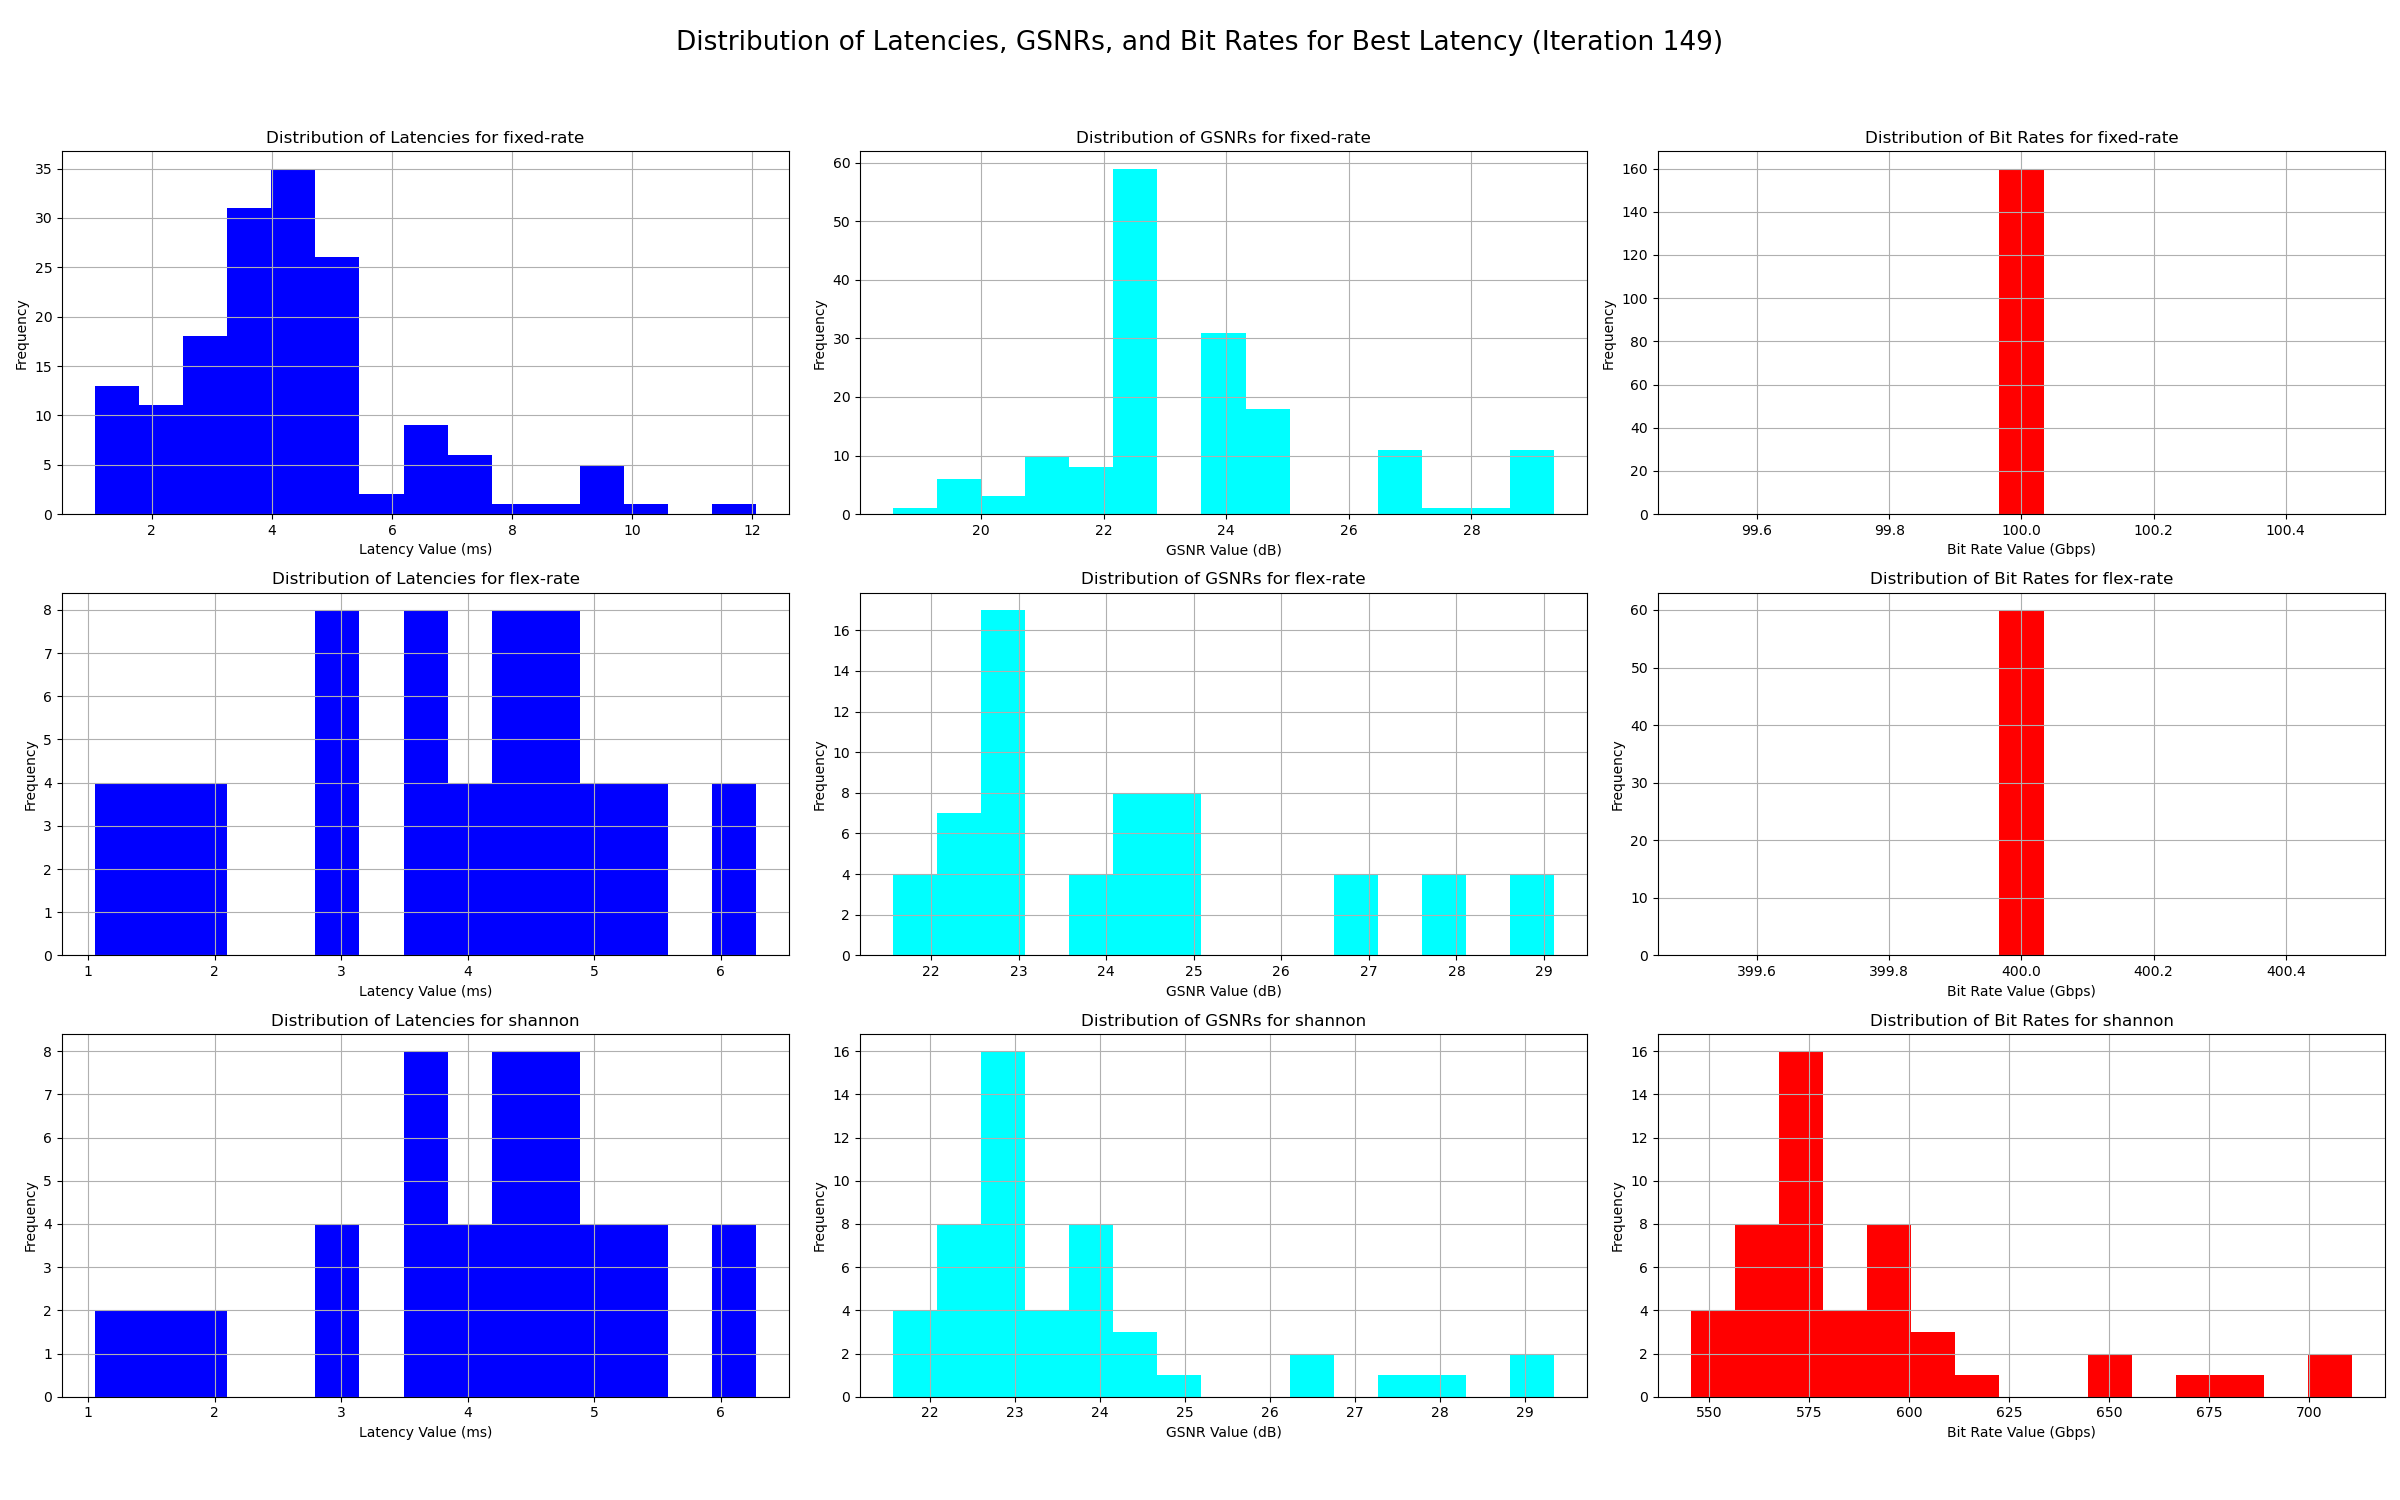 Distribution of Latencies, GSNRs, and Bit Rates for Best Latency (Iteration 149)
Distribution of Latencies for fixed-rate
35
30
25
20
15
10
5
0
Frequency
2 4 6 8 10 12
Latency Value (ms)
Distribution of GSNRs for fixed-rate
60
50
40
30
20
10
0
Frequency
20 22 24 26 28
GSNR Value (dB)
Distribution of Bit Rates for fixed-rate
160
140
120
100
80
60
40
20
0
Frequency
99.6 99.8 100.0 100.2 100.4
Bit Rate Value (Gbps)
Distribution of Latencies for flex-rate
8
7
6
5
4
3
2
1
0
Frequency
1 2 3 4 5 6
Latency Value (ms)
Distribution of GSNRs for flex-rate
16
14
12
10
8
6
4
2
0
Frequency
22 23 24 25 26 27 28 29
GSNR Value (dB)
Distribution of Bit Rates for flex-rate
60
50
40
30
20
10
0
Frequency
399.6 399.8 400.0 400.2 400.4
Bit Rate Value (Gbps)
Distribution of Latencies for shannon
8
7
6
5
4
3
2
1
0
Frequency
1 2 3 4 5 6
Latency Value (ms)
Distribution of GSNRs for shannon
16
14
12
10
8
6
4
2
0
Frequency
22 23 24 25 26 27 28 29
GSNR Value (dB)
Distribution of Bit Rates for shannon
16
14
12
10
8
6
4
2
0
Frequency
550 575 600 625 650 675 700
Bit Rate Value (Gbps)